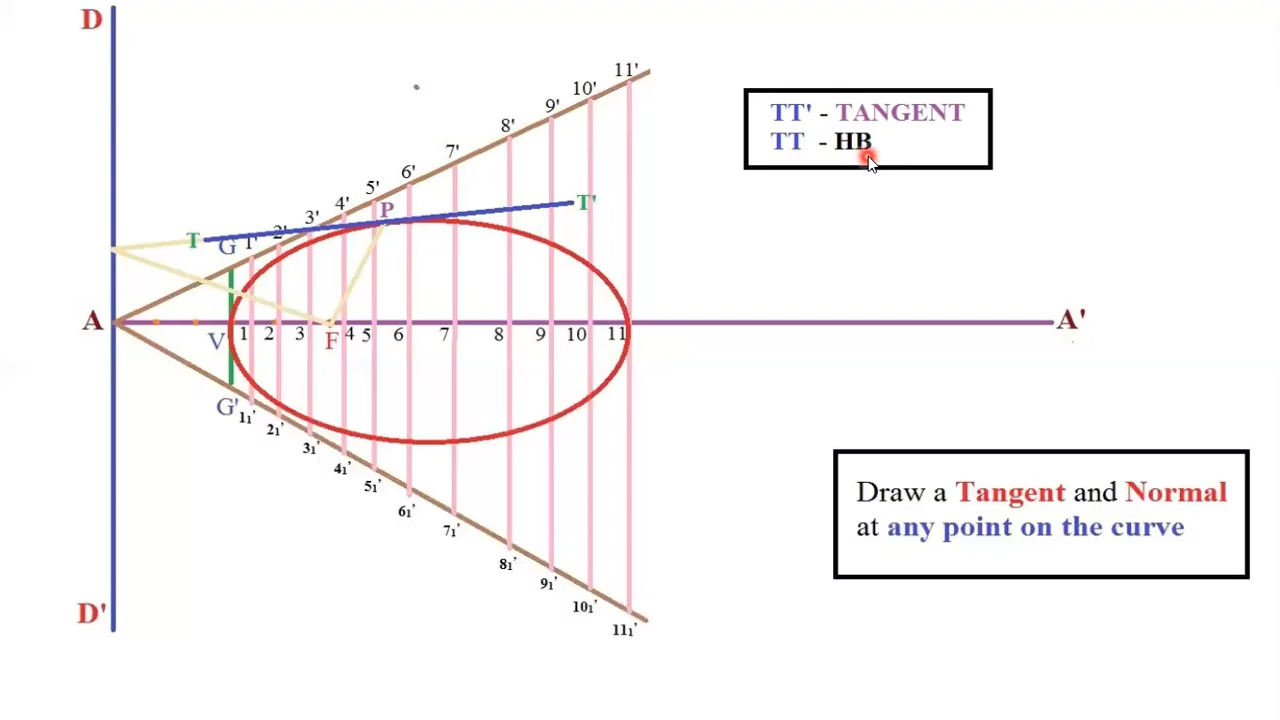 D
11'
10'
9'
8'
7'
6'
5'
4'
3'
2'
1'
P
T'
T
G
TT' - TANGENT
TT - HB
A
V
1
2
3
F
4
5
6
7
8
9
10
11
A'
G'
1₁'
2₁'
3₁'
4₁'
5₁'
6₁'
7₁'
8₁'
9₁'
10₁'
11₁'
Draw a Tangent and Normal
at any point on the curve
D'